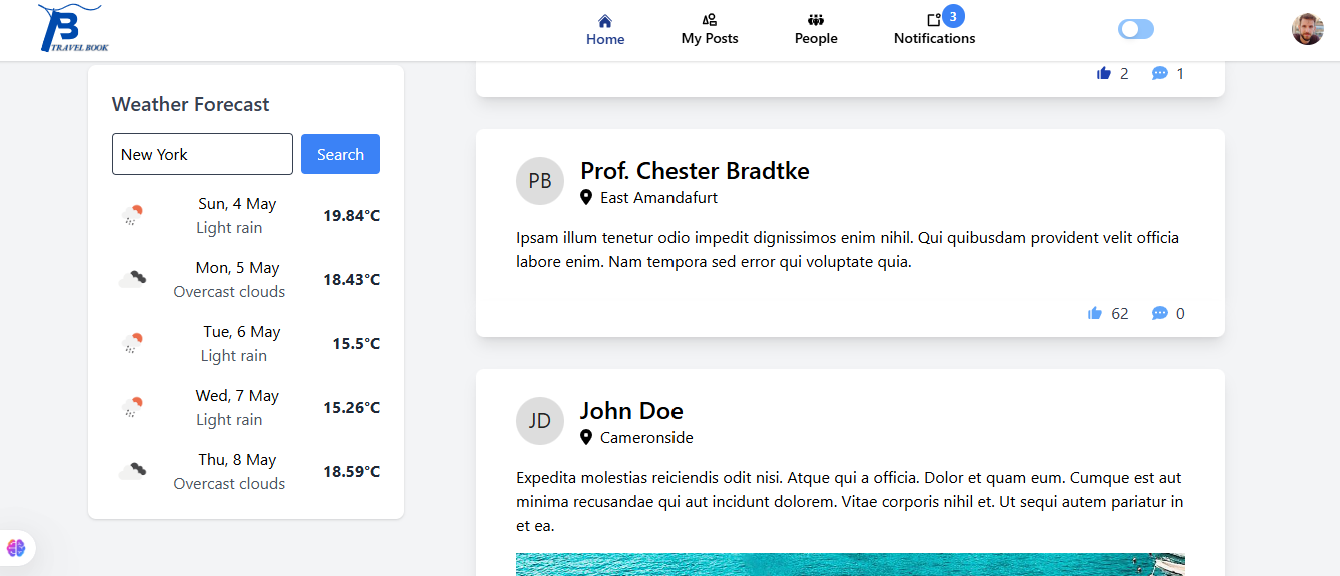 B
TRAVEL BOOK
Home
My Posts
People
Notifications
3
Weather Forecast
New York
Search
Sun, 4 May
Light rain
19.84°C
Mon, 5 May
Overcast clouds
18.43°C
Tue, 6 May
Light rain
15.5°C
Wed, 7 May
Light rain
15.26°C
Thu, 8 May
Overcast clouds
18.59°C
2
1
PB
Prof. Chester Bradtke
East Amandafurt
Ipsam illum tenetur odio impedit dignissimos enim nihil. Qui quibusdam provident velit officia
labore enim. Nam tempora sed error qui voluptate quia.
62
0
JD
John Doe
Cameronside
Expedita molestias reiciendis odit nisi. Atque qui a officia. Dolor et quam eum. Cumque est aut
minima recusandae qui aut incidunt dolorem. Vitae corporis nihil et. Ut sequi autem pariatur in
et ea.